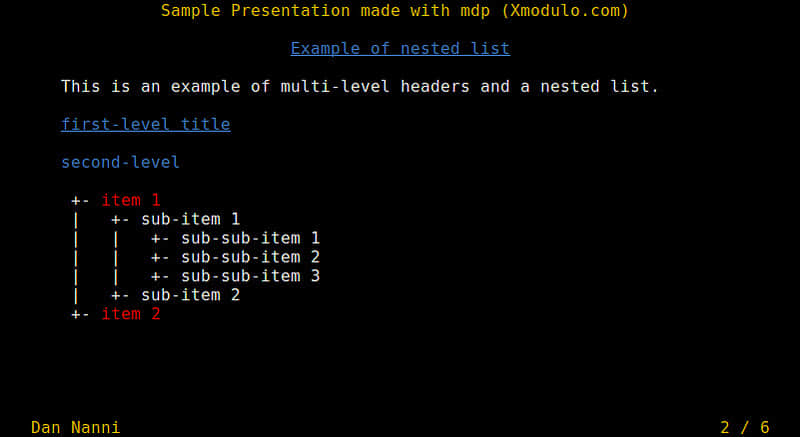 Sample Presentation made with mdp (Xmodulo.com)
Example of nested list
This is an example of multi-level headers and a nested list.
first-level title
second-level
+- item 1
|   +- sub-item 1
|   |   +- sub-sub-item 1
|   |   +- sub-sub-item 2
|   |   +- sub-sub-item 3
|   +- sub-item 2
+- item 2
Dan Nanni 2 / 6